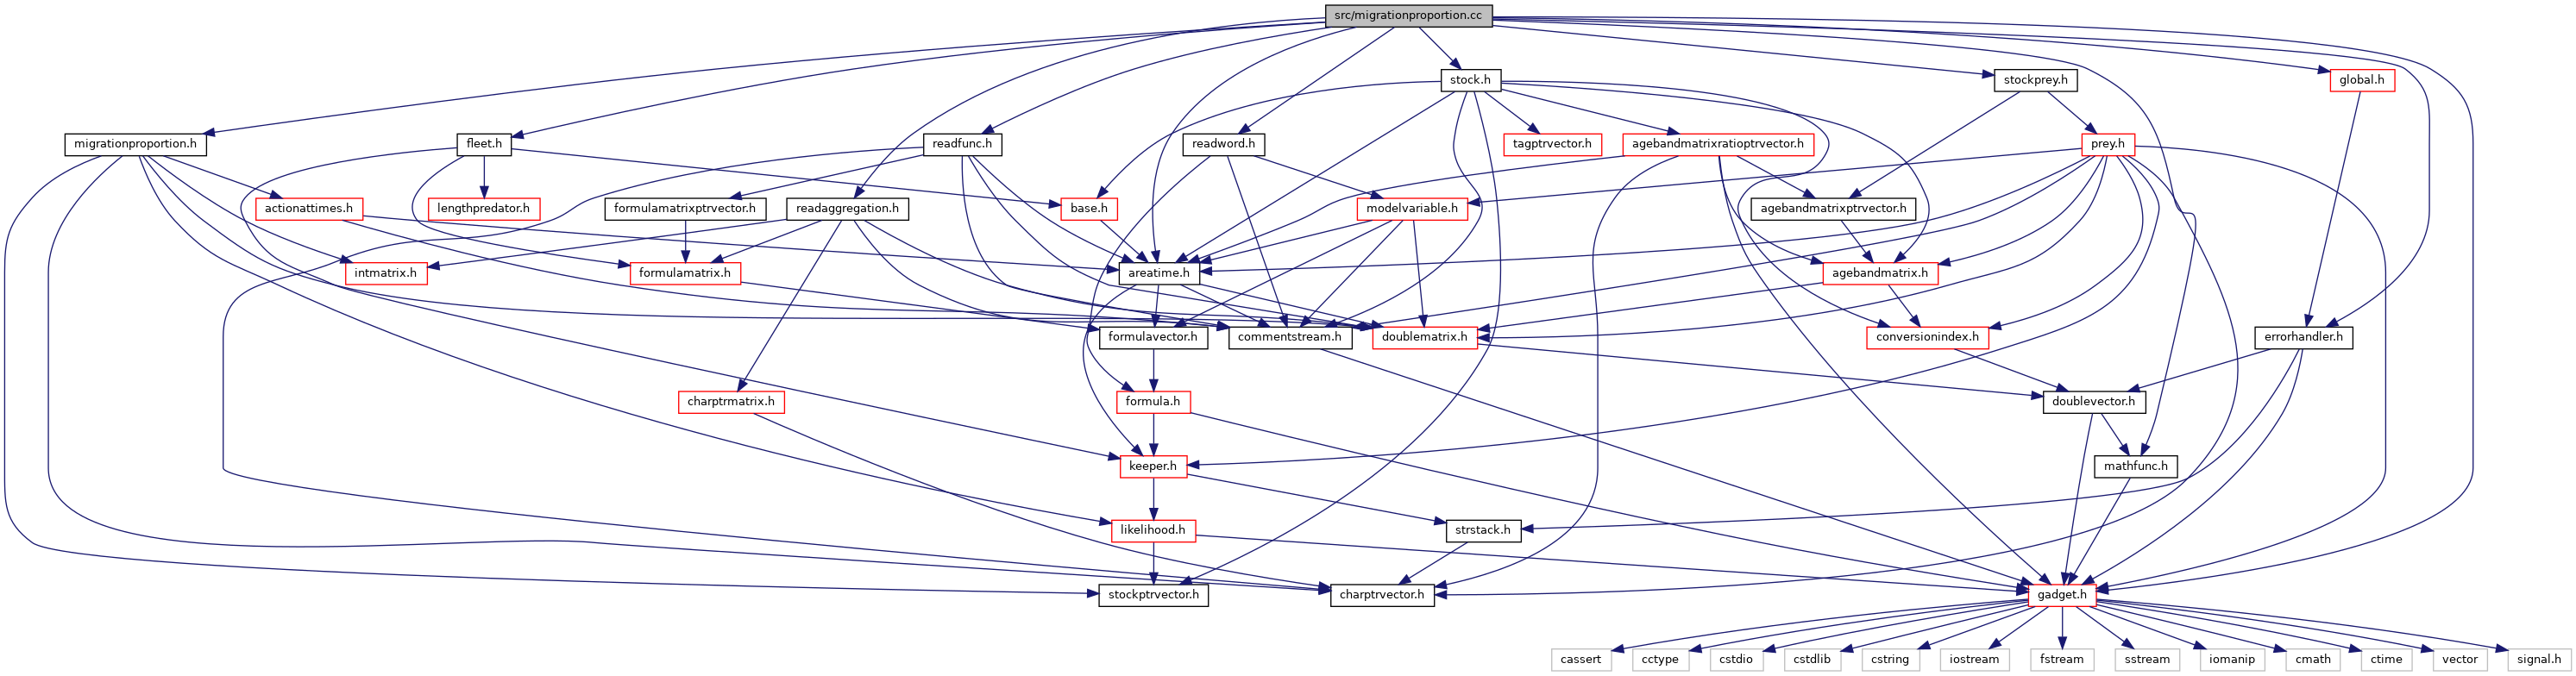 src/migrationproportion.cc
stock.h
stockprey.h
global.h
migrationproportion.h
fleet.h
readfunc.h
readword.h
tagptrvector.h
agebandmatrixratioptrvector.h
prey.h
actionattimes.h
lengthpredator.h
formulamatrixptrvector.h
readaggregation.h
base.h
modelvariable.h
agebandmatrixptrvector.h
intmatrix.h
formulamatrix.h
areatime.h
agebandmatrix.h
formulavector.h
commentstream.h
doublematrix.h
conversionindex.h
errorhandler.h
charptrmatrix.h
formula.h
doublevector.h
keeper.h
mathfunc.h
likelihood.h
strstack.h
stockptrvector.h
charptrvector.h
gadget.h
cassert
cctype
cstdio
cstdlib
cstring
iostream
fstream
sstream
iomanip
cmath
ctime
vector
signal.h